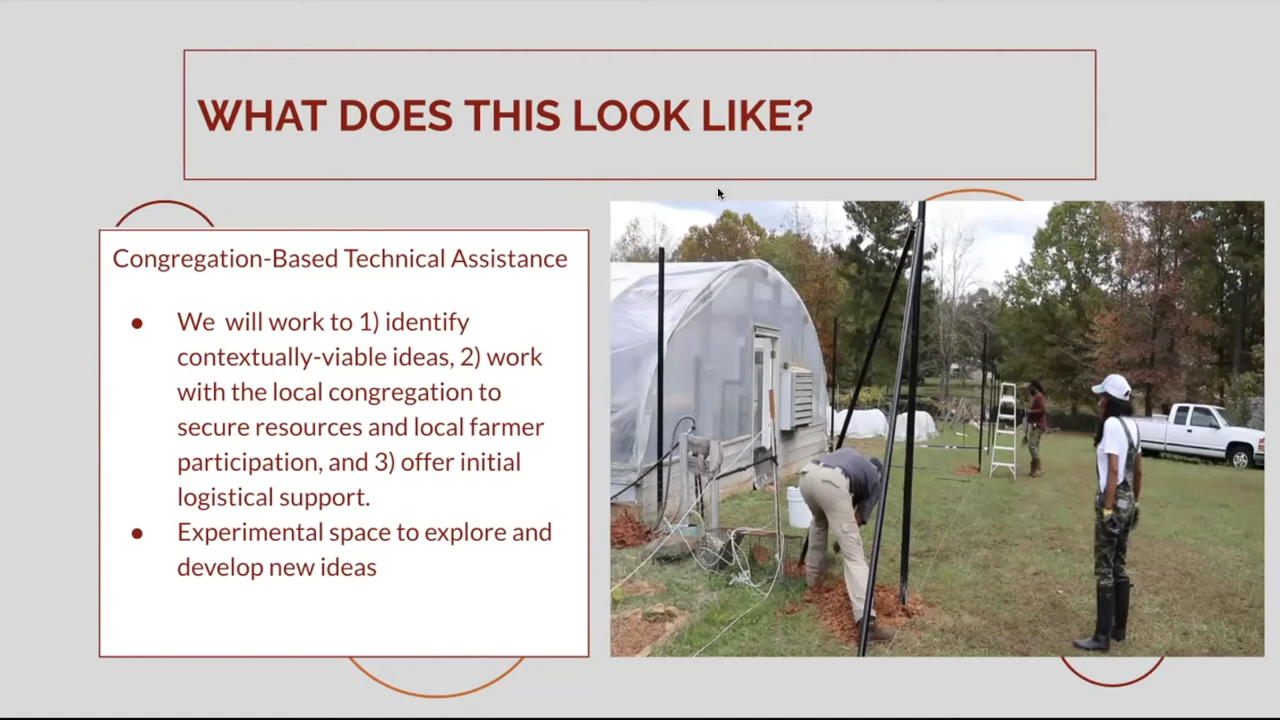 WHAT DOES THIS LOOK LIKE?
Congregation-Based Technical Assistance
● We will work to 1) identify
contextually-viable ideas, 2) work
with the local congregation to
secure resources and local farmer
participation, and 3) offer initial
logistical support.
● Experimental space to explore and
develop new ideas